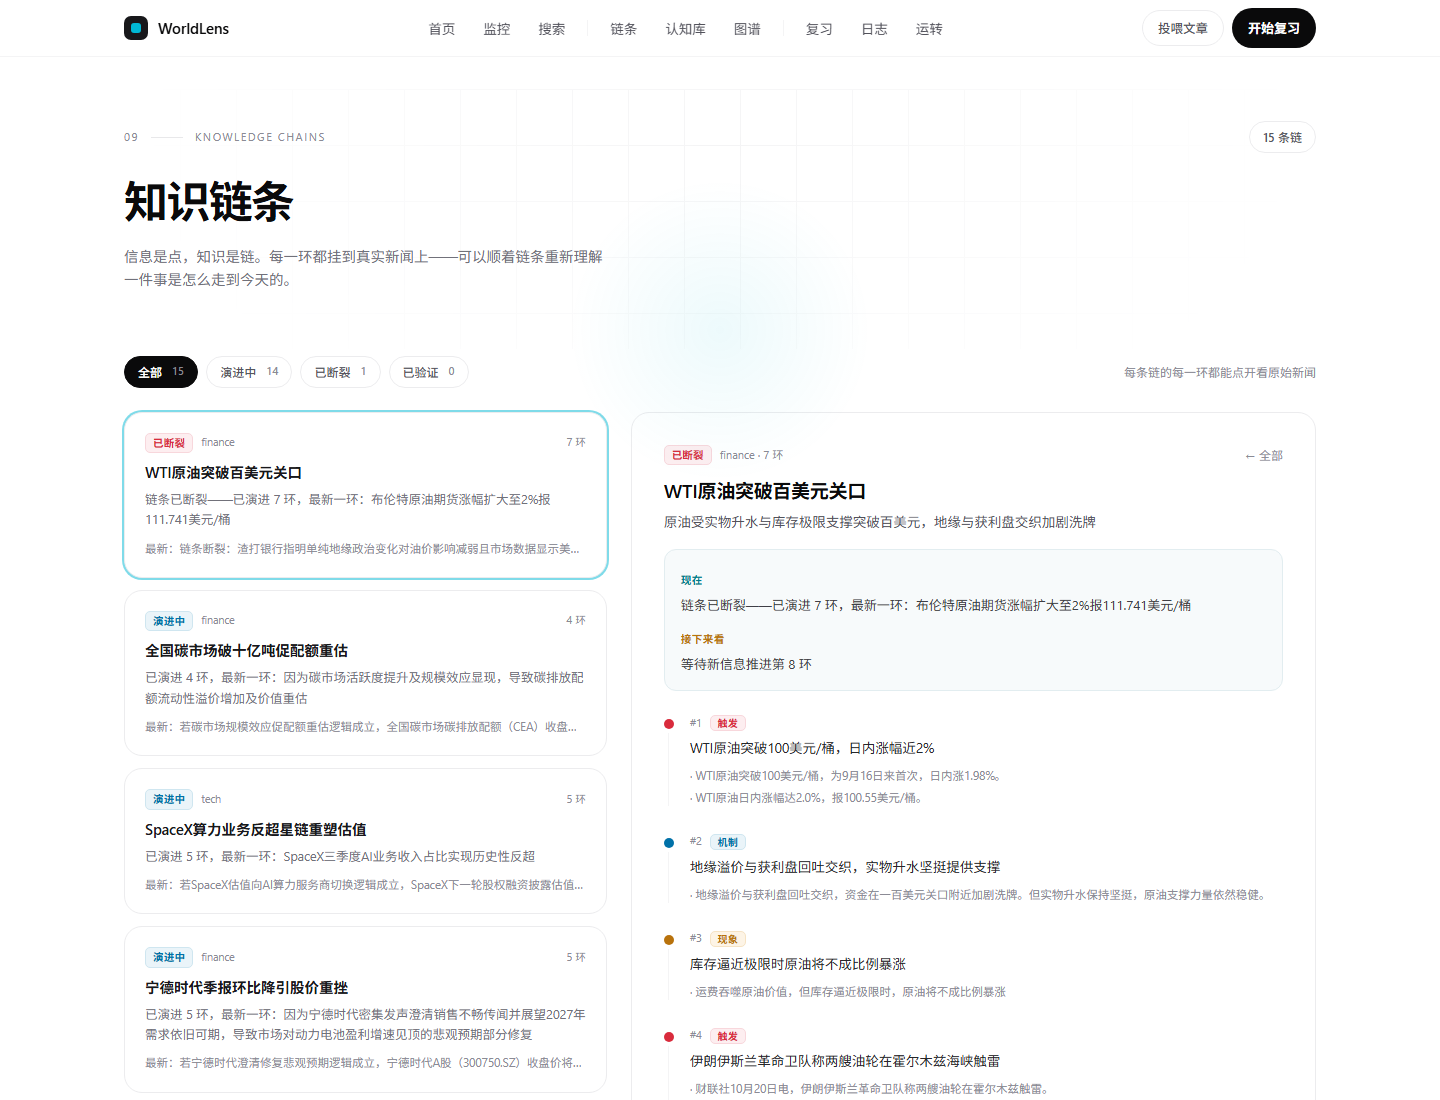 WorldLens
首页
监控
搜索
链条
认知库
图谱
复习
日志
运转
投喂文章
开始复习
09
KNOWLEDGE CHAINS
15 条链
知识链条
信息是点，知识是链。每一环都挂到真实新闻上——可以顺着链条重新理解
一件事是怎么走到今天的。
全部 15
演进中 14
已断裂 1
已验证 0
每条链的每一环都能点开看原始新闻
已断裂 finance 7 环
WTI原油突破百美元关口
链条已断裂——已演进 7 环，最新一环：布伦特原油期货涨幅扩大至2%报
111.741美元/桶
最新：链条断裂：渣打银行指明单纯地缘政治变化对油价影响减弱且市场数据显示美...
演进中 finance 4 环
全国碳市场破十亿吨促配额重估
已演进 4 环，最新一环：因为碳市场活跃度提升及规模效应显现，导致碳排放配
额流动性溢价增加及价值重估
最新：若碳市场规模效应促配额重估逻辑成立，全国碳市场碳排放配额（CEA）收盘...
演进中 tech 5 环
SpaceX算力业务反超星链重塑估值
已演进 5 环，最新一环：SpaceX三季度AI业务收入占比实现历史性反超
最新：若SpaceX估值向AI算力服务商切换逻辑成立，SpaceX下一轮股权融资披露估值...
演进中 finance 5 环
宁德时代季报环比降引股价重挫
已演进 5 环，最新一环：因为宁德时代密集发声澄清销售不畅传闻并展望2027年
需求依旧可期，导致市场对动力电池盈利增速见顶的悲观预期部分修复
最新：若宁德时代澄清修复悲观预期逻辑成立，宁德时代A股（300750.SZ）收盘价将...
已断裂 finance · 7 环
← 全部
WTI原油突破百美元关口
原油受实物升水与库存极限支撑突破百美元，地缘与获利盘交织加剧洗牌
现在
链条已断裂——已演进 7 环，最新一环：布伦特原油期货涨幅扩大至2%报111.741美元/桶
接下来看
等待新信息推进第 8 环
#1 触发
WTI原油突破100美元/桶，日内涨幅近2%
· WTI原油突破100美元/桶，为9月16日来首次，日内涨1.98%。
· WTI原油日内涨幅达2.0%，报100.55美元/桶。
#2 机制
地缘溢价与获利盘回吐交织，实物升水坚挺提供支撑
· 地缘溢价与获利盘回吐交织，资金在一百美元关口附近加剧洗牌。但实物升水保持坚挺，原油支撑力量依然稳健。
#3 现象
库存逼近极限时原油将不成比例暴涨
· 运费吞噬原油价值，但库存逼近极限时，原油将不成比例暴涨
#4 触发
伊朗伊斯兰革命卫队称两艘油轮在霍尔木兹海峡触雷
· 财联社10月20日电，伊朗伊斯兰革命卫队称两艘油轮在霍尔木兹触雷。